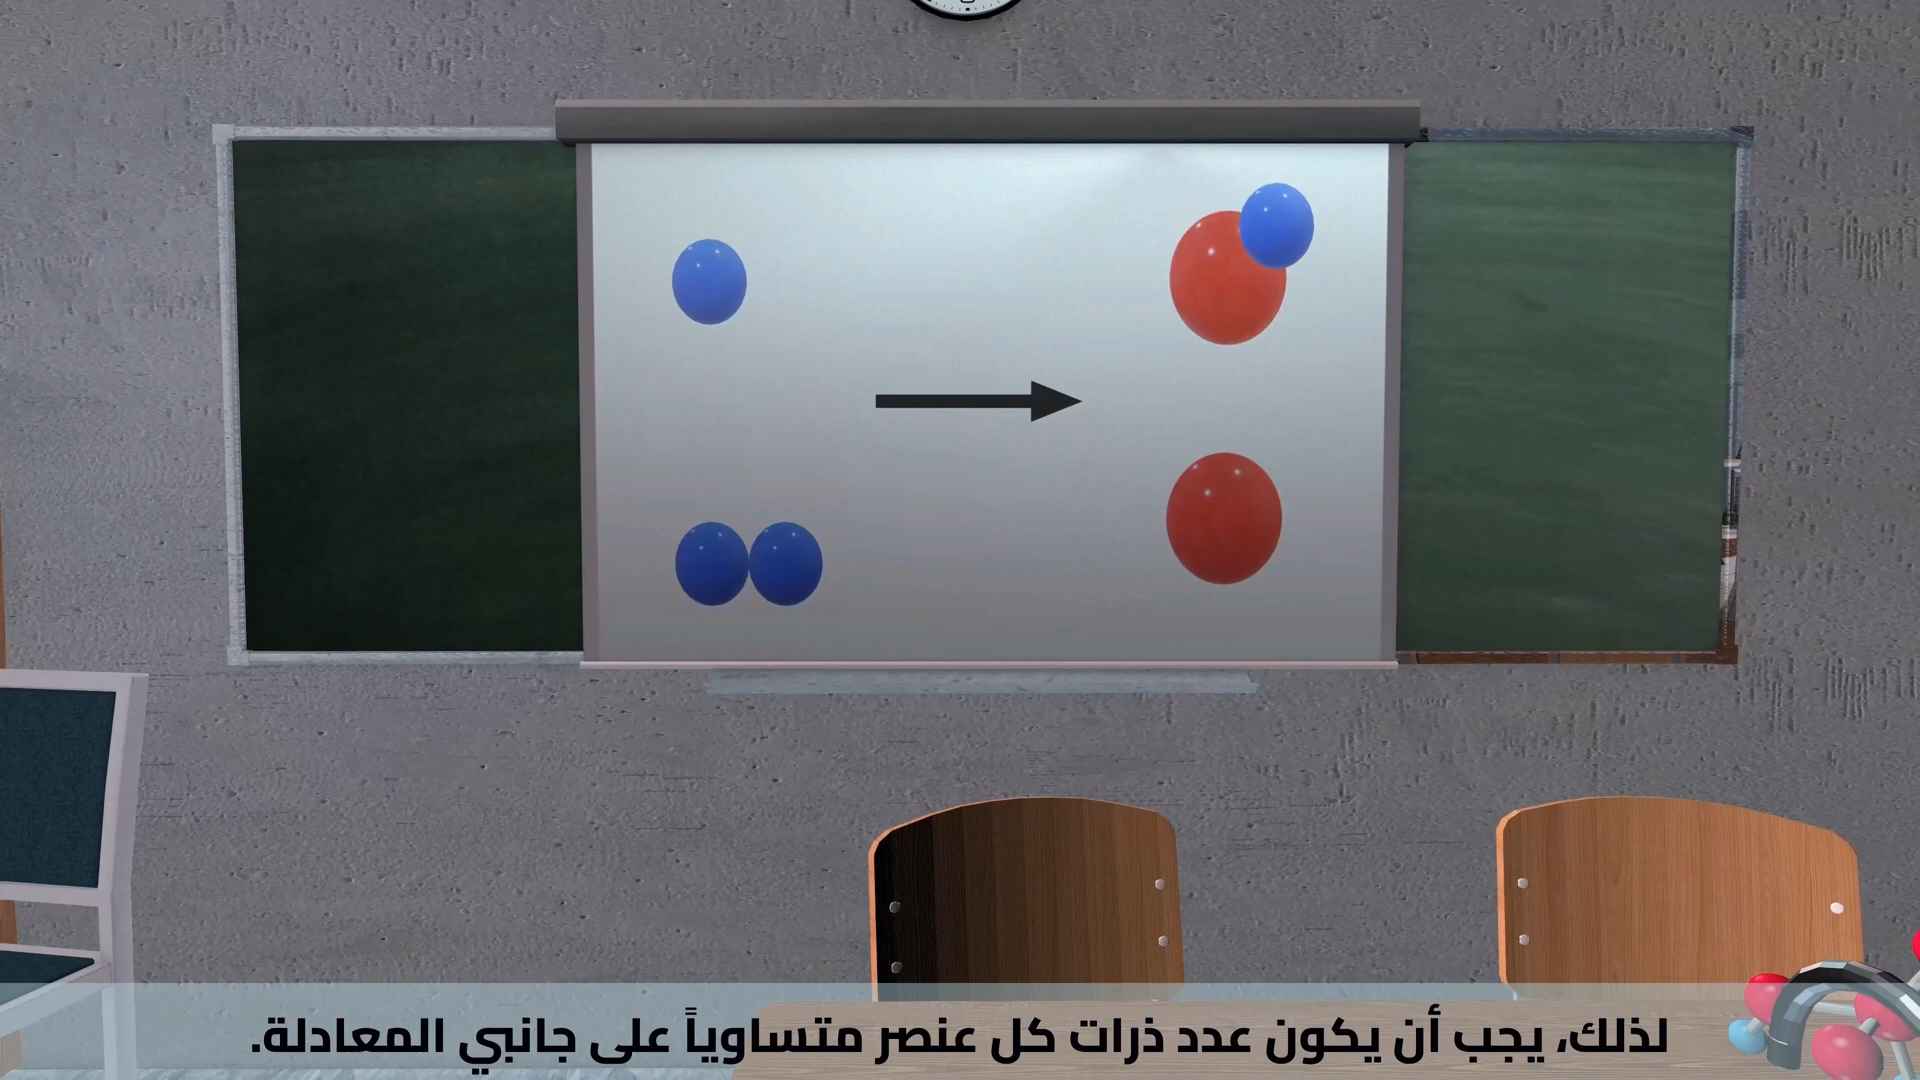 لذلك، يجب أن يكون عدد ذرات كل عنصر متساوياً على جانبي المعادلة.